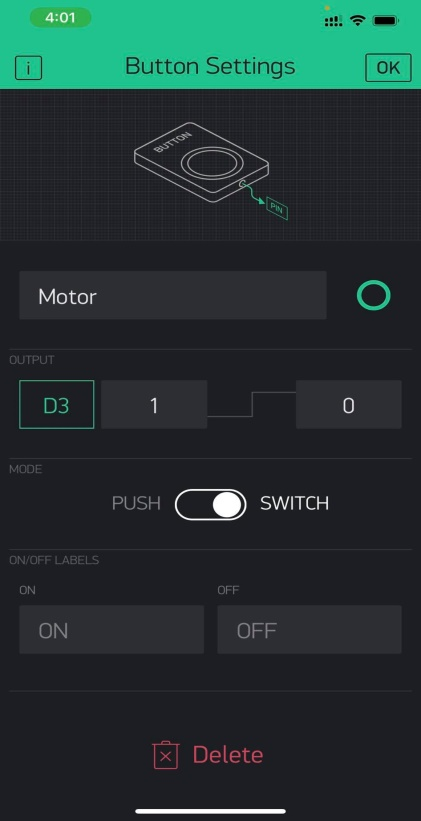 4:01
i
Button Settings
OK
BUTTON
PIN
Motor
OUTPUT
D3
1
0
MODE
PUSH
SWITCH
ON/OFF LABELS
ON
OFF
ON
OFF
Delete